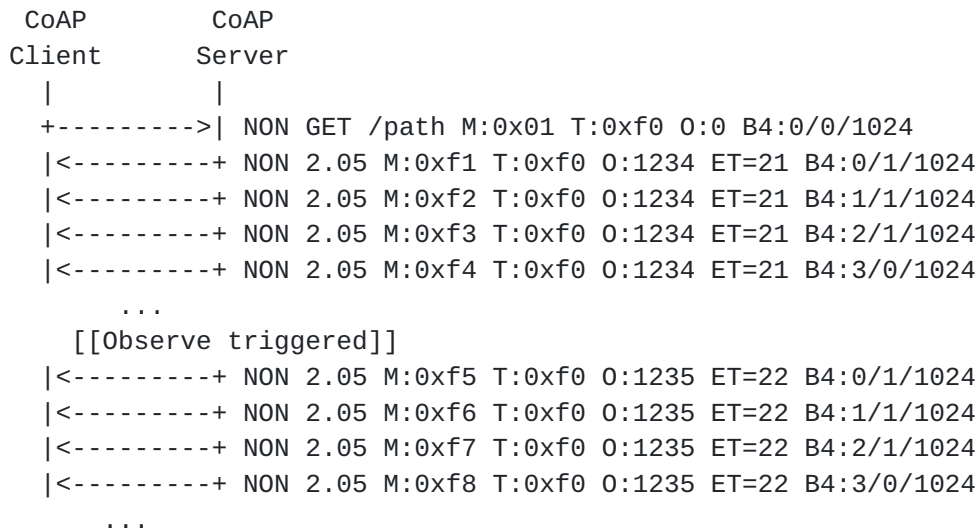 CoAP        CoAP
Client      Server
|          |
+--------->| NON GET /path M:0x01 T:0xf0 O:0 B4:0/0/1024
|<---------+ NON 2.05 M:0xf1 T:0xf0 O:1234 ET=21 B4:0/1/1024
|<---------+ NON 2.05 M:0xf2 T:0xf0 O:1234 ET=21 B4:1/1/1024
|<---------+ NON 2.05 M:0xf3 T:0xf0 O:1234 ET=21 B4:2/1/1024
|<---------+ NON 2.05 M:0xf4 T:0xf0 O:1234 ET=21 B4:3/0/1024
...
[[Observe triggered]]
|<---------+ NON 2.05 M:0xf5 T:0xf0 O:1235 ET=22 B4:0/1/1024
|<---------+ NON 2.05 M:0xf6 T:0xf0 O:1235 ET=22 B4:1/1/1024
|<---------+ NON 2.05 M:0xf7 T:0xf0 O:1235 ET=22 B4:2/1/1024
|<---------+ NON 2.05 M:0xf8 T:0xf0 O:1235 ET=22 B4:3/0/1024
...